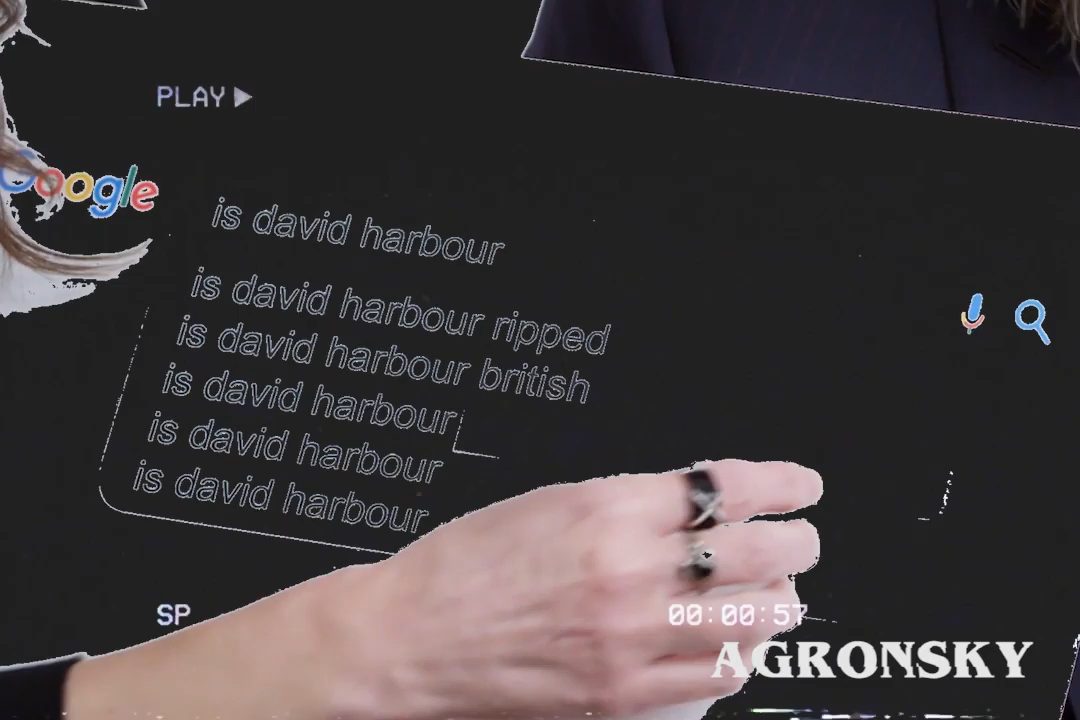 PLAY
Google
is david harbour
is david harbour ripped
is david harbour british
is david harbour
is david harbour
is david harbour
SP
00:00:57
AGRONSKY